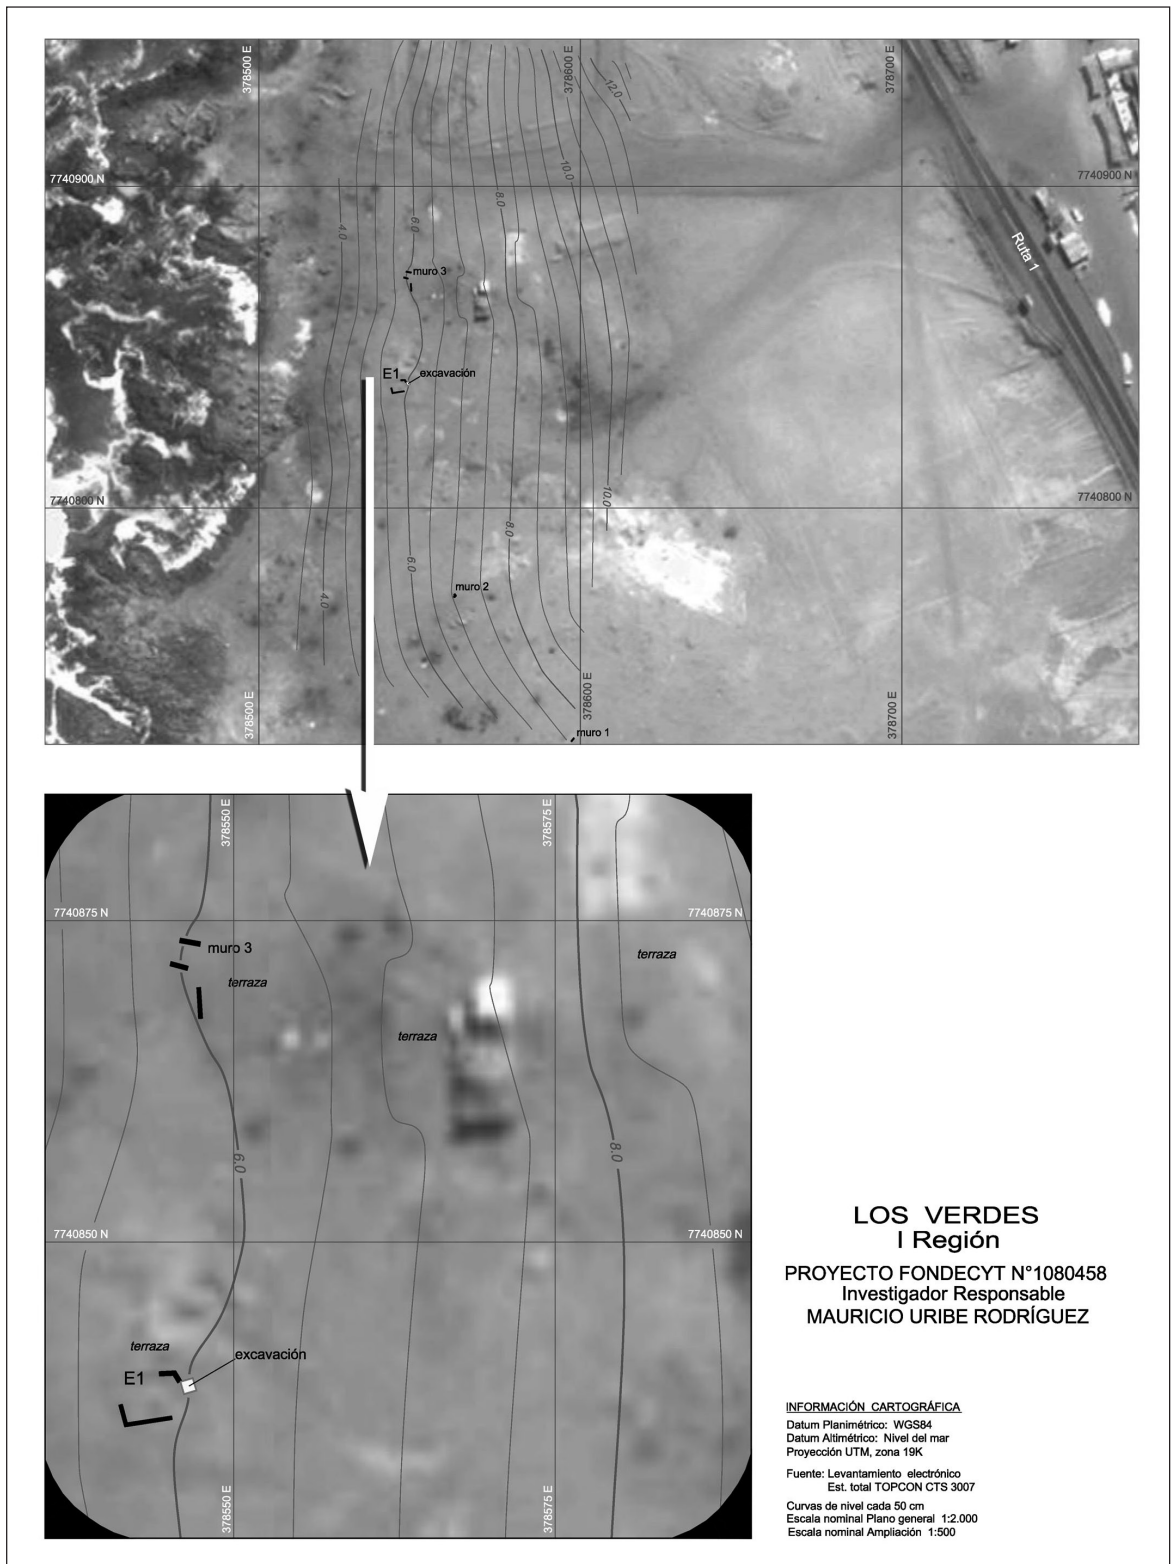 378500 E
378600 E
378700 E
12.0
10.0
7740900 N
7740900 N
8.0
4.0
6.0
Ruta 1
muro 3
E1
excavación
7740800 N
7740800 N
10.0
8.0
6.0
muro 2
4.0
378500 E
378600 E
378700 E
muro 1
378550 E
378575 E
7740875 N
7740875 N
muro 3
terraza
terraza
terraza
6.0
8.0
7740850 N
7740850 N
terraza
excavación
E1
378550 E
378575 E
LOS VERDES
I Región
PROYECTO FONDECYT N°1080458
Investigador Responsable
MAURICIO URIBE RODRÍGUEZ
INFORMACIÓN CARTOGRÁFICA
Datum Planimétrico: WGS84
Datum Altimétrico: Nivel del mar
Proyección UTM, zona 19K
Fuente: Levantamiento electrónico
Est. total TOPCON CTS 3007
Curvas de nivel cada 50 cm
Escala nominal Plano general 1:2.000
Escala nominal Ampliación 1:500